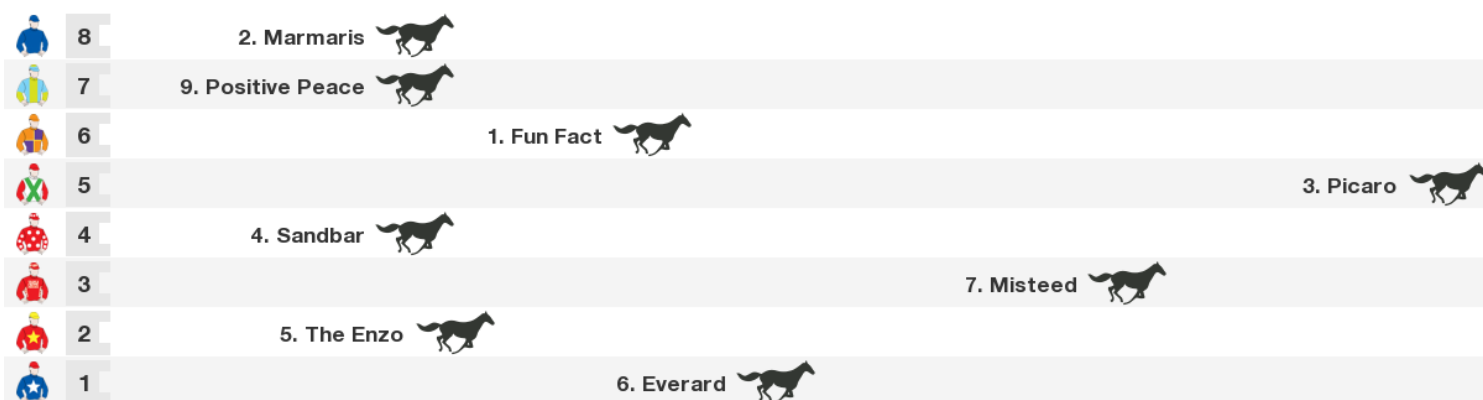 8 2. Marmaris
7 9. Positive Peace
6 1. Fun Fact
5 3. Picaro
4 4. Sandbar
3 7. Misteed
2 5. The Enzo
1 6. Everard